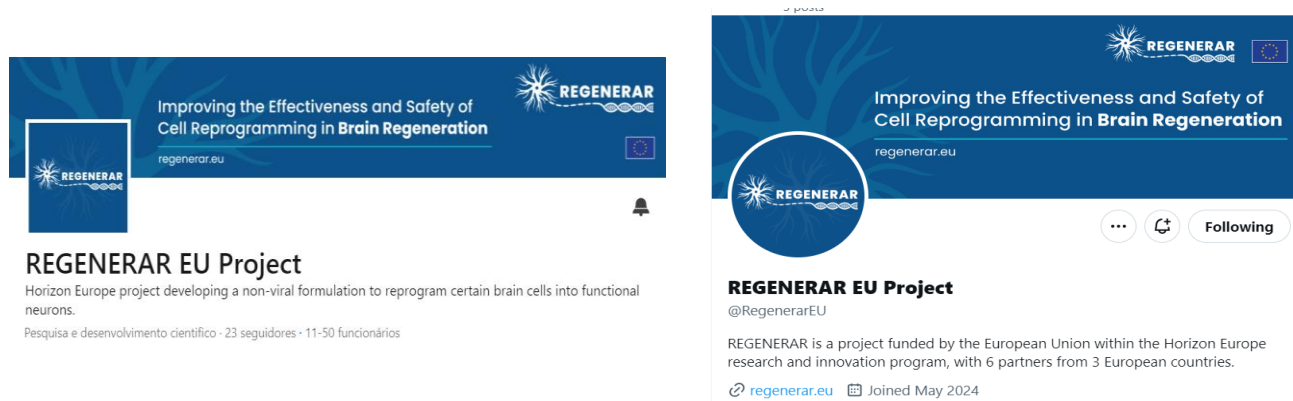 REGENERAR
Improving the Effectiveness and Safety of
Cell Reprogramming in Brain Regeneration
regenerar.eu
REGENERAR
REGENERAR EU Project
Horizon Europe project developing a non-viral formulation to reprogram certain brain cells into functional
neurons.
Pesquisa e desenvolvimento científico · 23 seguidores · 11-50 funcionários
REGENERAR
Improving the Effectiveness and Safety of
Cell Reprogramming in Brain Regeneration
regenerar.eu
REGENERAR
Following
REGENERAR EU Project
@RegenerarEU
REGENERAR is a project funded by the European Union within the Horizon Europe
research and innovation program, with 6 partners from 3 European countries.
regenerar.eu Joined May 2024